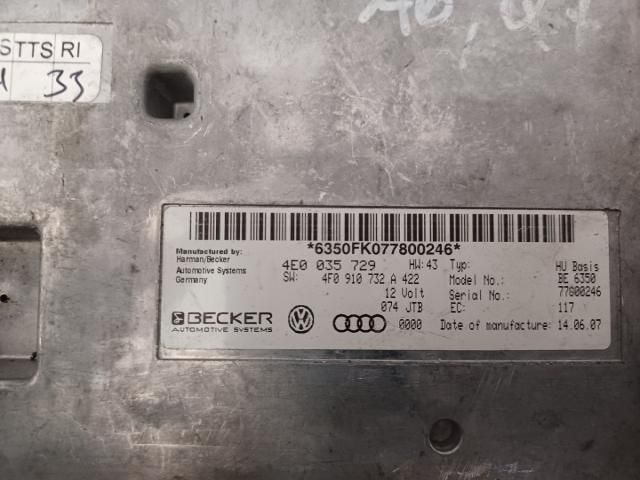 STTS RI
33
*6350FK077800246*
Manufactured by:
Harman/Becker
Automotive Systems
Germany
4E0 035 729 HW:43 Typ: HU Basis
SW: 4F0 910 732 A 422 Model No.: BE 6350
12 Volt Serial No.: 77800246
074 JTB EC: 117
BECKER
AUTOMOTIVE SYSTEMS
0000 Date of manufacture: 14.06.07